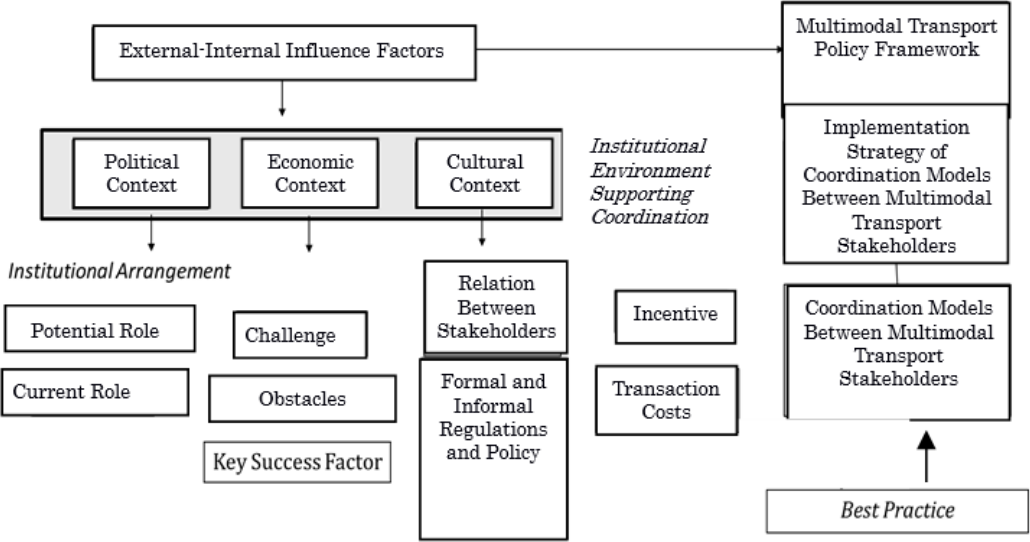 External-Internal Influence Factors
Multimodal Transport
Policy Framework
Political
Context
Economic
Context
Cultural
Context
Institutional
Environment
Supporting
Coordination
Implementation
Strategy of
Coordination Models
Between Multimodal
Transport
Stakeholders
Institutional Arrangement
Potential Role
Current Role
Challenge
Obstacles
Key Success Factor
Relation
Between
Stakeholders
Formal and
Informal
Regulations
and Policy
Incentive
Transaction
Costs
Coordination Models
Between Multimodal
Transport
Stakeholders
Best Practice